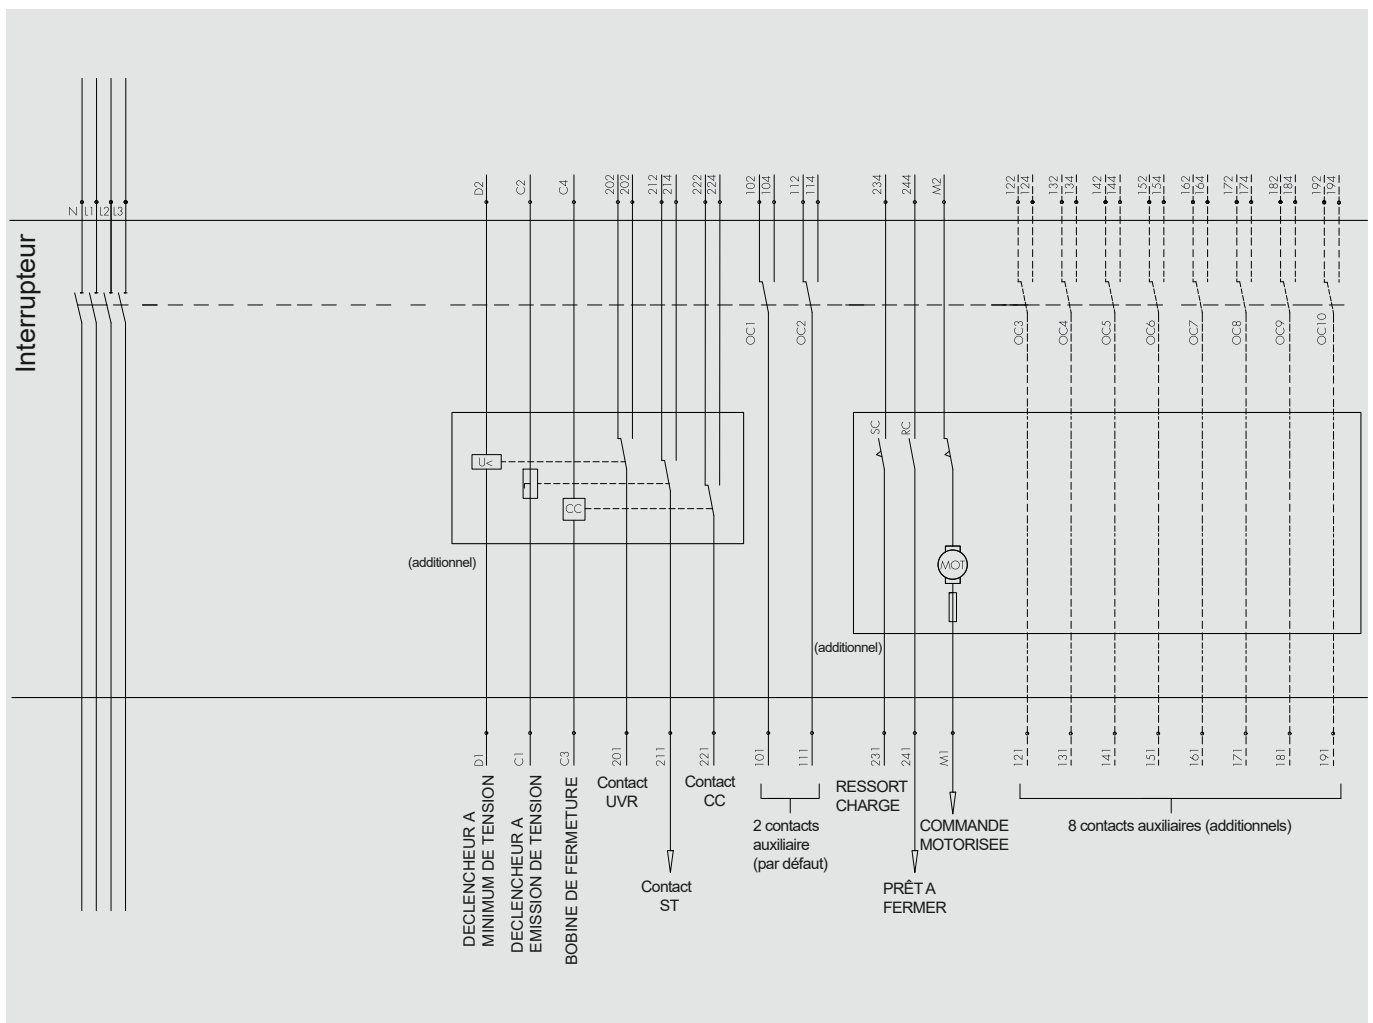 D2
C2
C4
202
202
212
214
222
224
102
104
112
114
234
244
M2
122
124
132
134
142
144
152
154
162
164
172
174
182
184
192
194
N
L1
L2
L3
Interrupteur
OC1
OC2
OC3
OC4
OC5
OC6
OC7
OC8
OC9
OC10
SC
RC
U<
CC
MOT
(additionnel)
(additionnel)
D1
C1
C3
201
211
221
101
111
231
241
M1
121
131
141
151
161
171
181
191
DECLENCHEUR A
MINIMUM DE TENSION
DECLENCHEUR A
EMISSION DE TENSION
BOBINE DE FERMETURE
Contact
UVR
Contact
ST
Contact
CC
2 contacts
auxiliaire
(par défaut)
RESSORT
CHARGE
PRÊT A
FERMER
COMMANDE
MOTORISEE
8 contacts auxiliaires (additionnels)